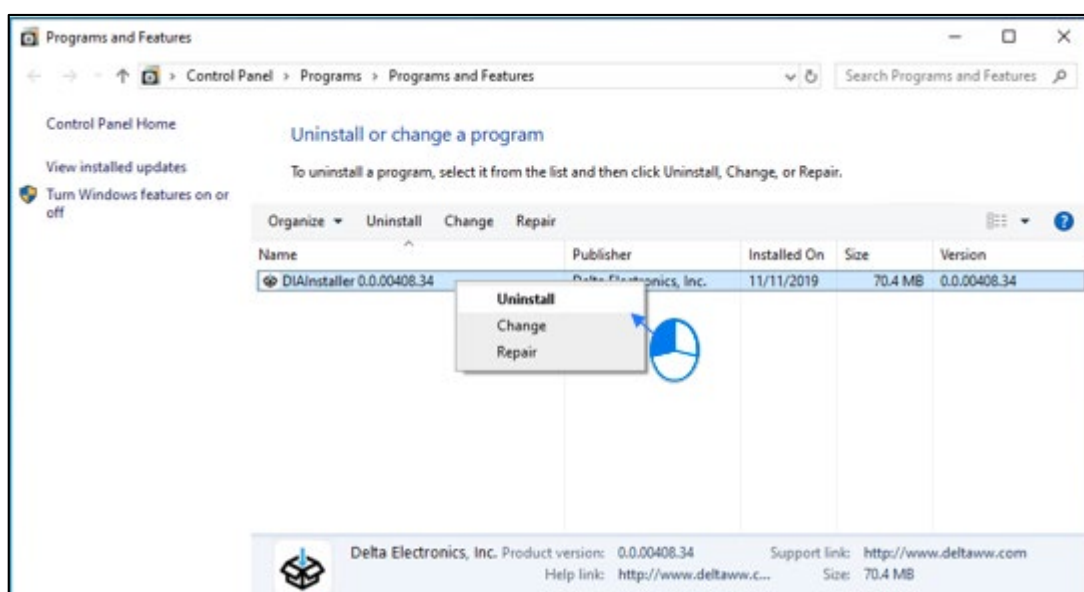 Programs and Features
Control Panel > Programs > Programs and Features
Search Programs and Features
Control Panel Home
View installed updates
Turn Windows features on or
off
Uninstall or change a program
To uninstall a program, select it from the list and then click Uninstall, Change, or Repair.
Organize Uninstall Change Repair
Name Publisher Installed On Size Version
DIAInstaller 0.0.00408.34 Delta Electronics, Inc. 11/11/2019 70.4 MB 0.0.00408.34
Uninstall
Change
Repair
Delta Electronics, Inc. Product version: 0.0.00408.34 Support link: http://www.deltaww.com
Help link: http://www.deltaww.c... Size: 70.4 MB